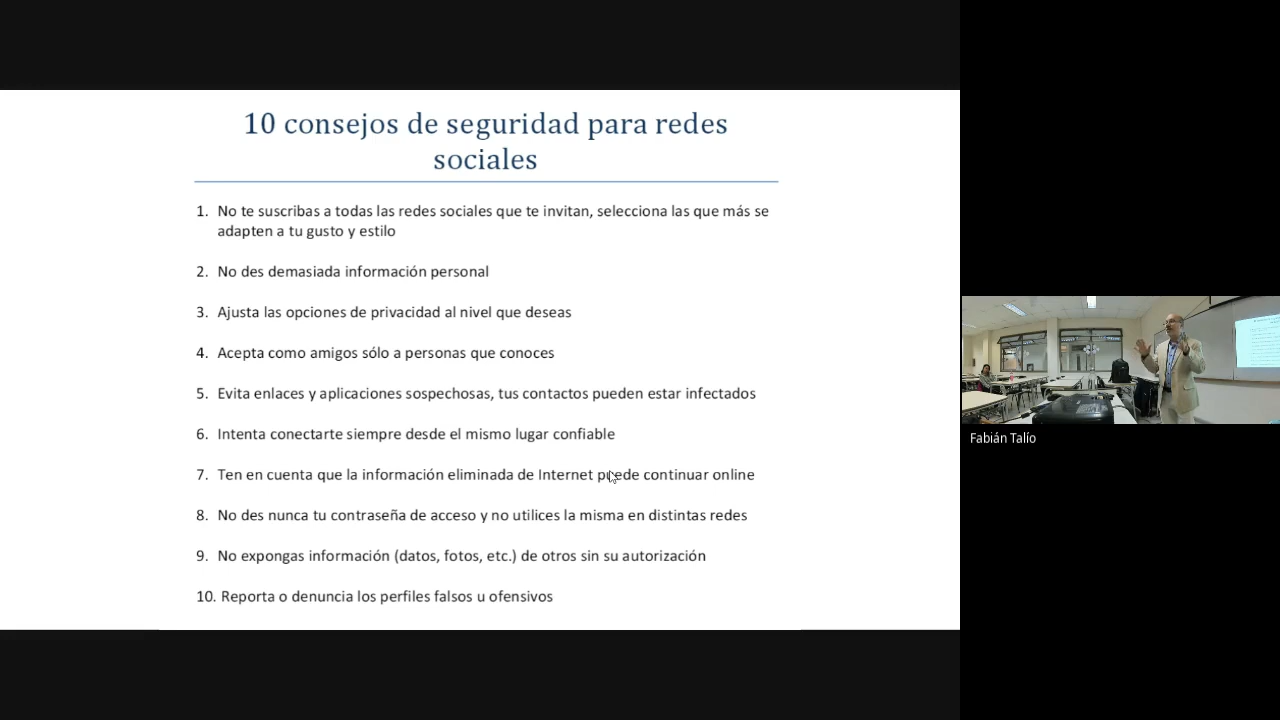 10 consejos de seguridad para redes
sociales
1. No te suscribas a todas las redes sociales que te invitan, selecciona las que más se
adapten a tu gusto y estilo
2. No des demasiada información personal
3. Ajusta las opciones de privacidad al nivel que deseas
4. Acepta como amigos sólo a personas que conoces
5. Evita enlaces y aplicaciones sospechosas, tus contactos pueden estar infectados
6. Intenta conectarte siempre desde el mismo lugar confiable
7. Ten en cuenta que la información eliminada de Internet puede continuar online
8. No des nunca tu contraseña de acceso y no utilices la misma en distintas redes
9. No expongas información (datos, fotos, etc.) de otros sin su autorización
10. Reporta o denuncia los perfiles falsos u ofensivos
Fabián Talío